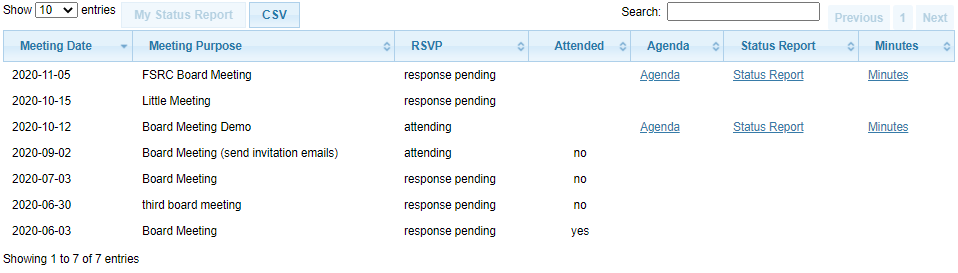 Show 10 entries My Status Report CSV Search: Previous 1 Next
Meeting Date Meeting Purpose RSVP Attended Agenda Status Report Minutes
2020-11-05 FSRC Board Meeting response pending Agenda Status Report Minutes
2020-10-15 Little Meeting response pending
2020-10-12 Board Meeting Demo attending Agenda Status Report Minutes
2020-09-02 Board Meeting (send invitation emails) attending no
2020-07-03 Board Meeting response pending no
2020-06-30 third board meeting response pending no
2020-06-03 Board Meeting response pending yes
Showing 1 to 7 of 7 entries